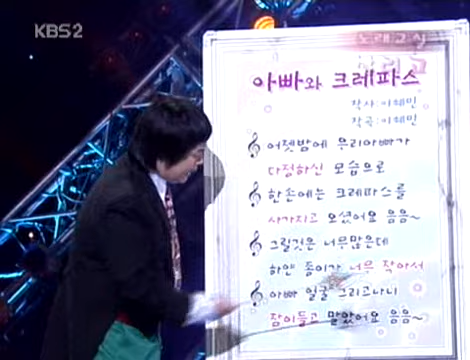 KBS2
노래교실
아빠와 크레파스
작사:이혜민
작곡:이혜민
어젯밤에 우리아빠가
다정하신 모습으로
한손에는 크레파스를
사가지고 오셨어요 음음~
그릴것은 너무많은데
하얀 종이가 너무 작아서
아빠 얼굴 그리고나니
잠이들고 말았어요 음음~